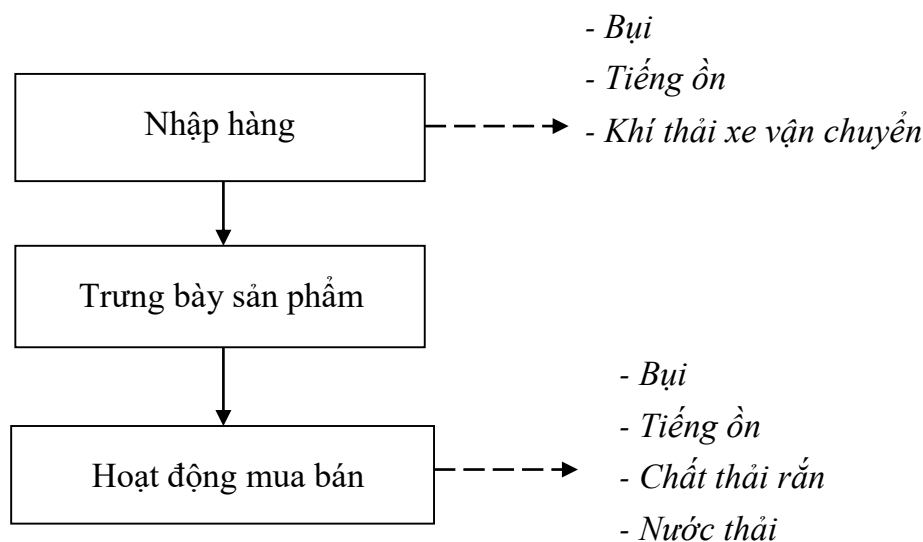 - Bụi
- Tiếng ồn
Nhập hàng
- Khí thải xe vận chuyển
Trưng bày sản phẩm
- Bụi
- Tiếng ồn
Hoạt động mua bán
- Chất thải rắn
- Nước thải